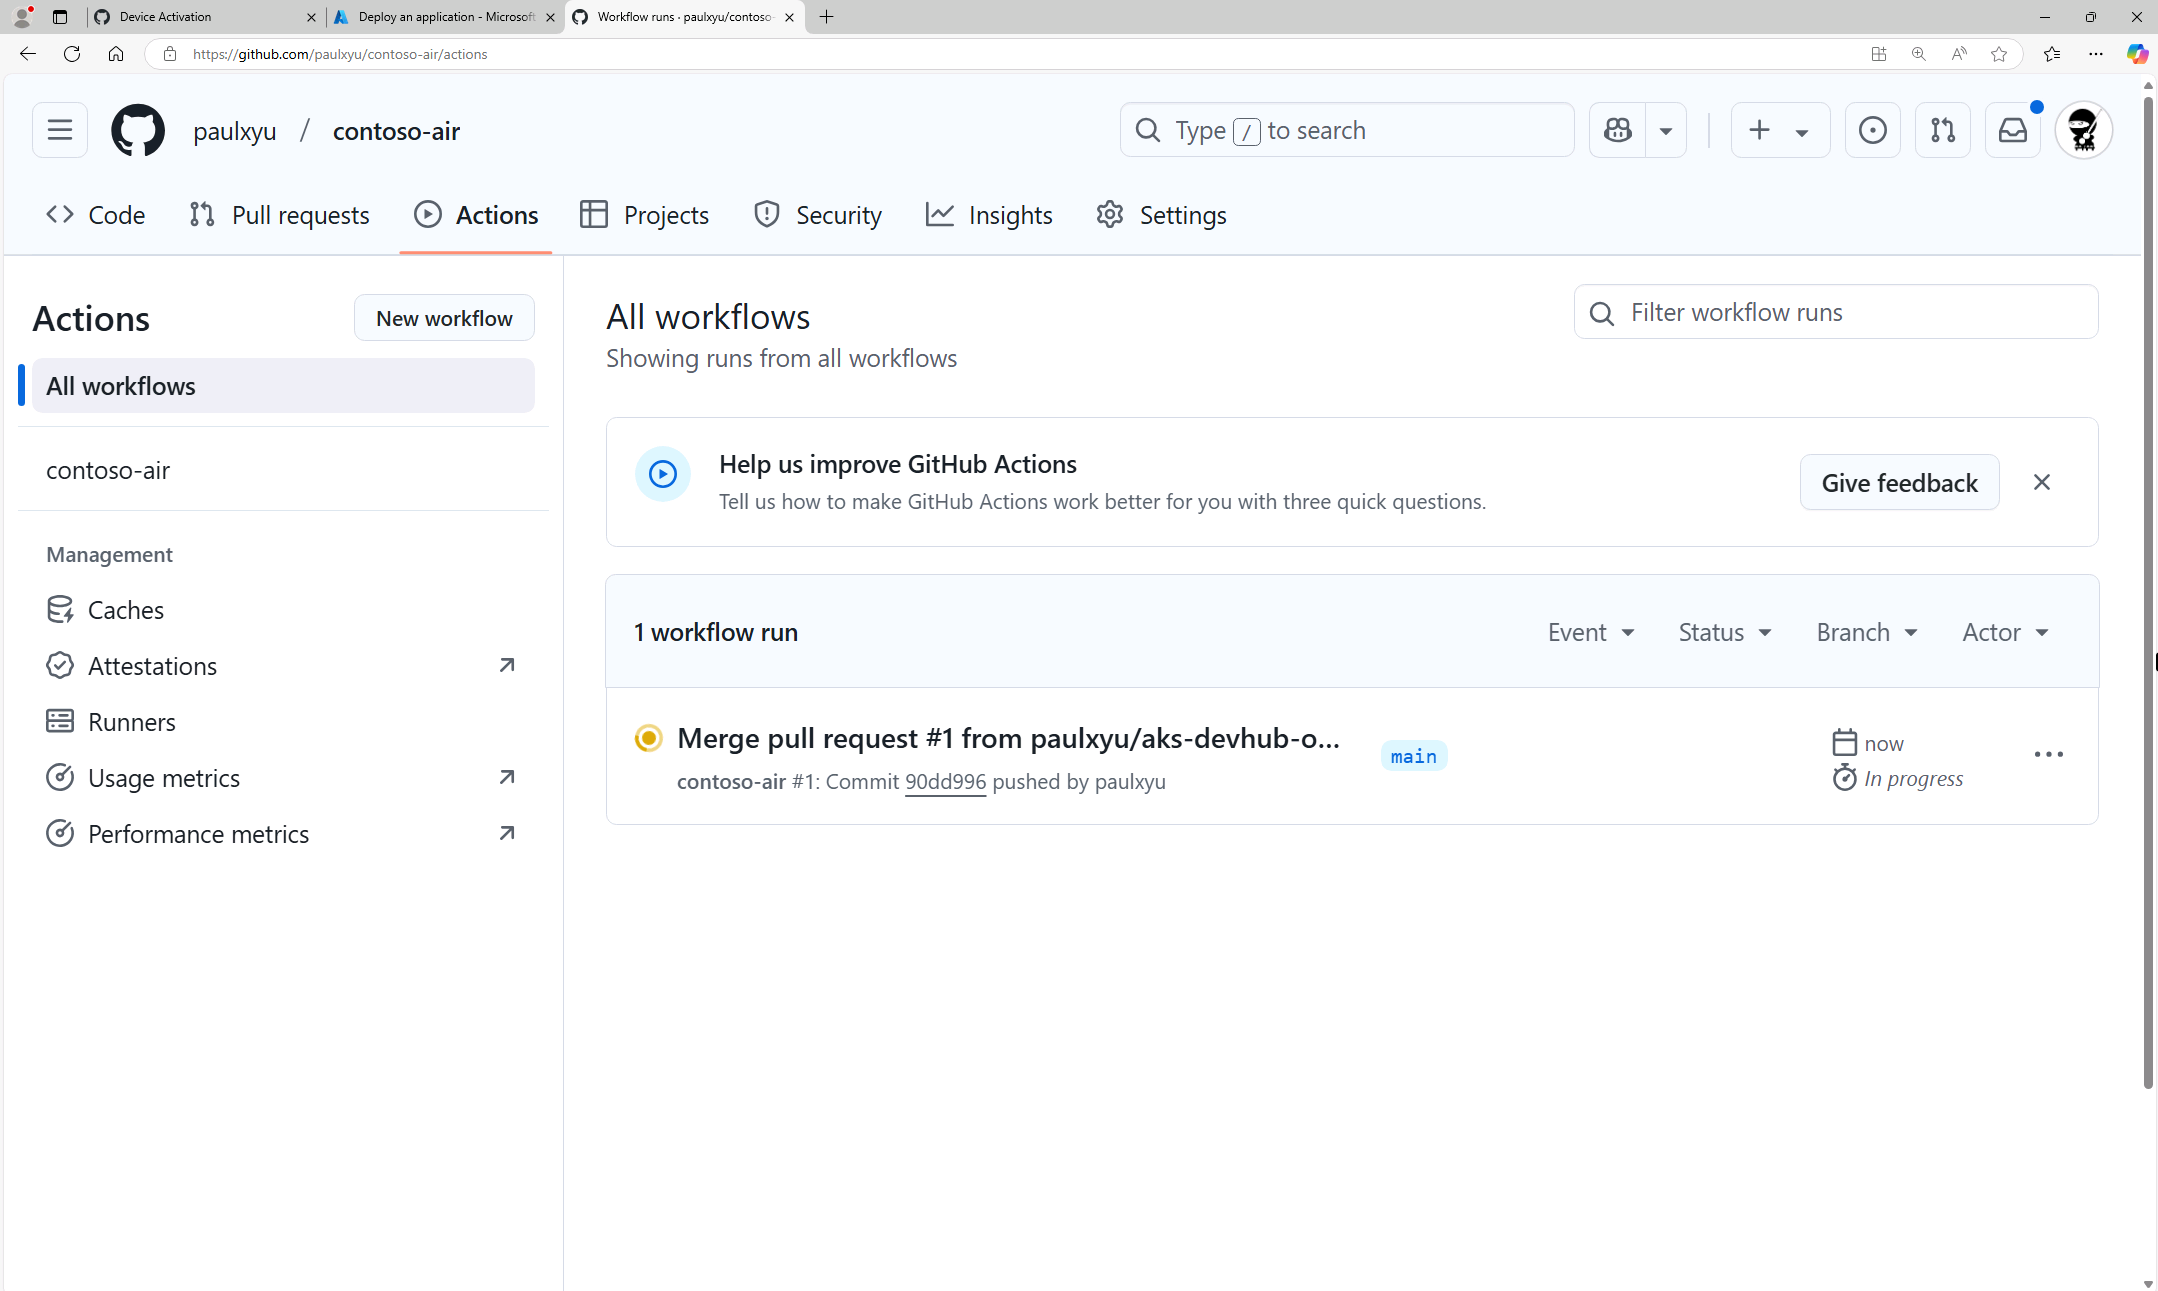 Device Activation
Deploy an application - Microsoft
Workflow runs · paulxyu/contoso-
https://github.com/paulxyu/contoso-air/actions
paulxyu / contoso-air
Type / to search
Code
Pull requests
Actions
Projects
Security
Insights
Settings
Actions
New workflow
All workflows
contoso-air
Management
Caches
Attestations
Runners
Usage metrics
Performance metrics
All workflows
Showing runs from all workflows
Filter workflow runs
Help us improve GitHub Actions
Tell us how to make GitHub Actions work better for you with three quick questions.
Give feedback
1 workflow run
Event
Status
Branch
Actor
Merge pull request #1 from paulxyu/aks-devhub-o...
contoso-air #1: Commit 90dd996 pushed by paulxyu
main
now
In progress